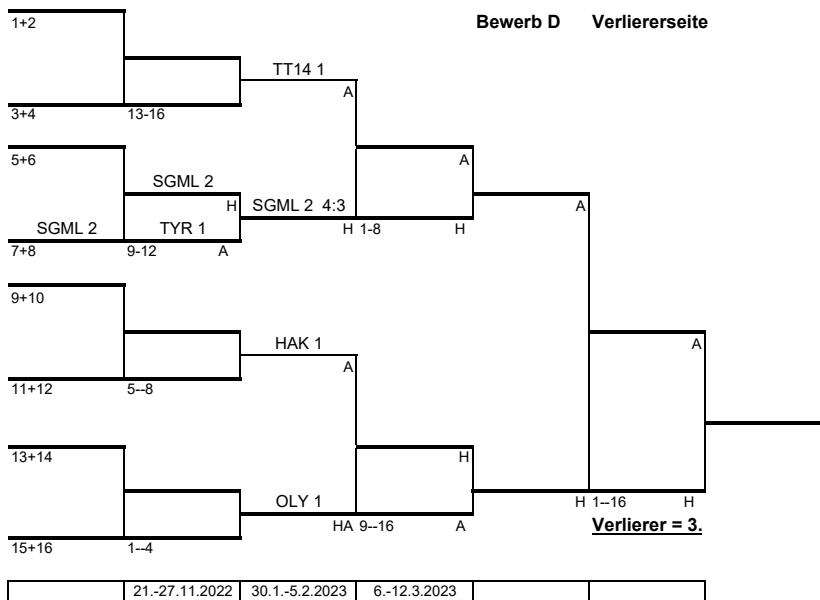 Bewerb D Verliererseite
1+2
TT14 1
A
3+4 13-16
5+6 A
SGML 2
H SGML 2 4:3 A
SGML 2 TYR 1 H 1-8 H
7+8 9-12 A
9+10
HAK 1 A
A
11+12 5--8
13+14 H
OLY 1 H 1--16 H
HA 9--16 A Verlierer = 3.
15+16 1--4
21.-27.11.2022 30.1.-5.2.2023 6.-12.3.2023